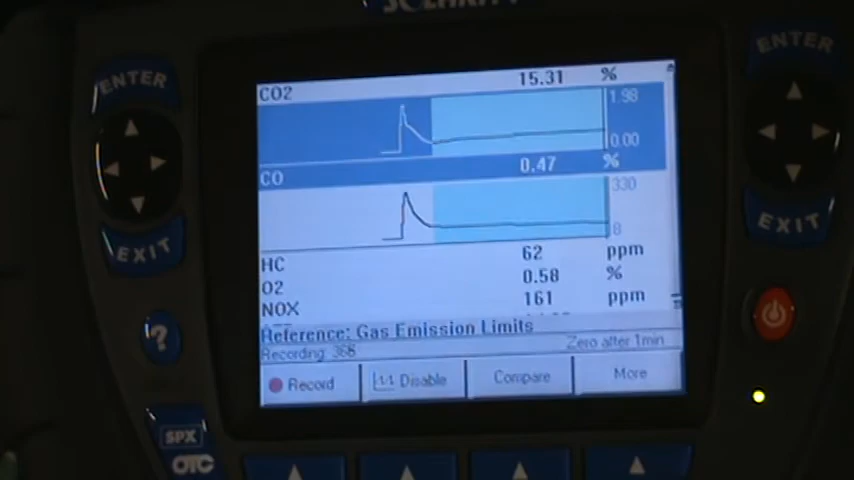 ENTER
ENTER
CO2 15.31 %
1.98
0.00
CO 0.47 %
330
8
HC 62 ppm
O2 0.58 %
NOX 161 ppm
Reference: Gas Emission Limits
Recording: 368 Zero after 1min
Record Disable Compare More
EXIT
EXIT
?
SPX
OTC